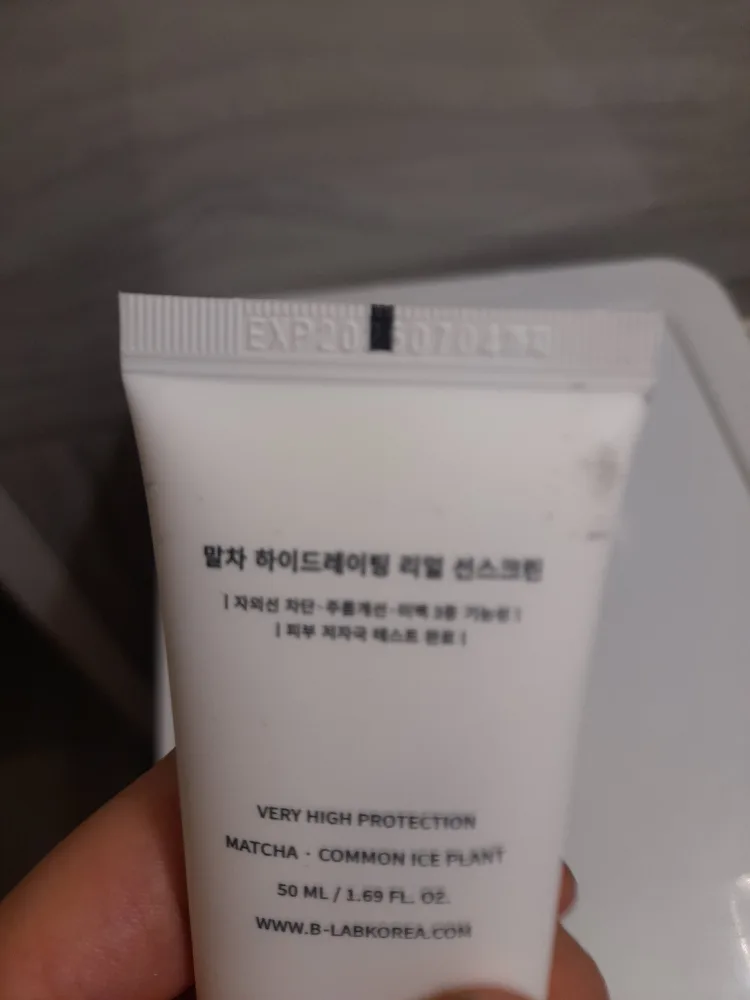 EXP20
말차 하이드레이팅 리얼 선스크린
| 자외선 차단·주름개선·미백 3중 기능성 |
| 피부 저자극 테스트 완료 |
VERY HIGH PROTECTION
MATCHA · COMMON ICE PLANT
50 ML / 1.69 FL. OZ.
WWW.B-LABKOREA.COM